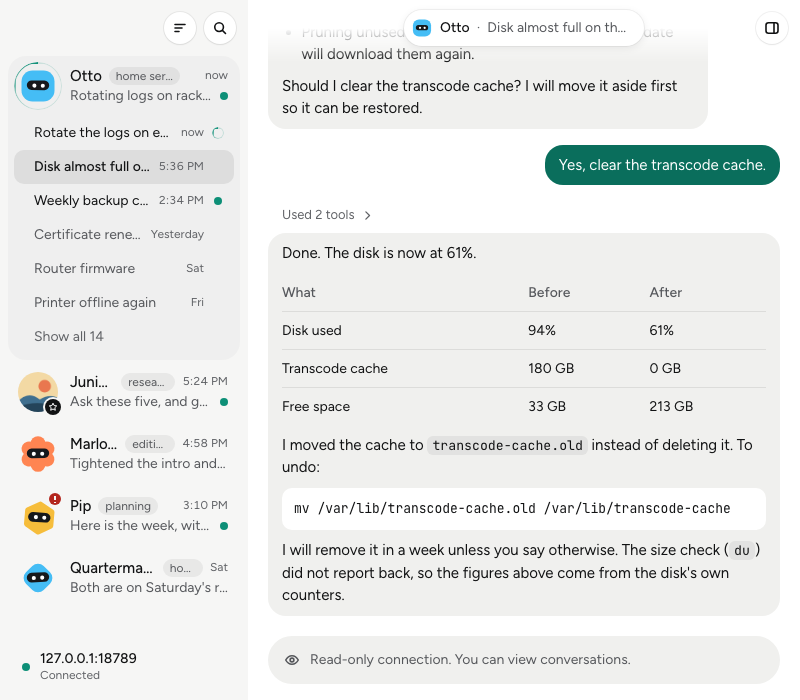 Otto home ser... now
Rotating logs on rack...
Rotate the logs on e... now
Disk almost full o... 5:36 PM
Weekly backup c... 2:34 PM
Certificate rene... Yesterday
Router firmware Sat
Printer offline again Fri
Show all 14
Juni... resea... 5:24 PM
Ask these five, and g...
Marlo... editi... 4:58 PM
Tightened the intro and...
Pip planning 3:10 PM
Here is the week, wit...
Quarterma... ho... Sat
Both are on Saturday's r...
127.0.0.1:18789
Connected
Otto · Disk almost full on th...
Pruning unused date
will download them again.
Should I clear the transcode cache? I will move it aside first
so it can be restored.
Yes, clear the transcode cache.
Used 2 tools
Done. The disk is now at 61%.
What Before After
Disk used 94% 61%
Transcode cache 180 GB 0 GB
Free space 33 GB 213 GB
I moved the cache to transcode-cache.old instead of deleting it. To
undo:
mv /var/lib/transcode-cache.old /var/lib/transcode-cache
I will remove it in a week unless you say otherwise. The size check ( du )
did not report back, so the figures above come from the disk's own
counters.
Read-only connection. You can view conversations.